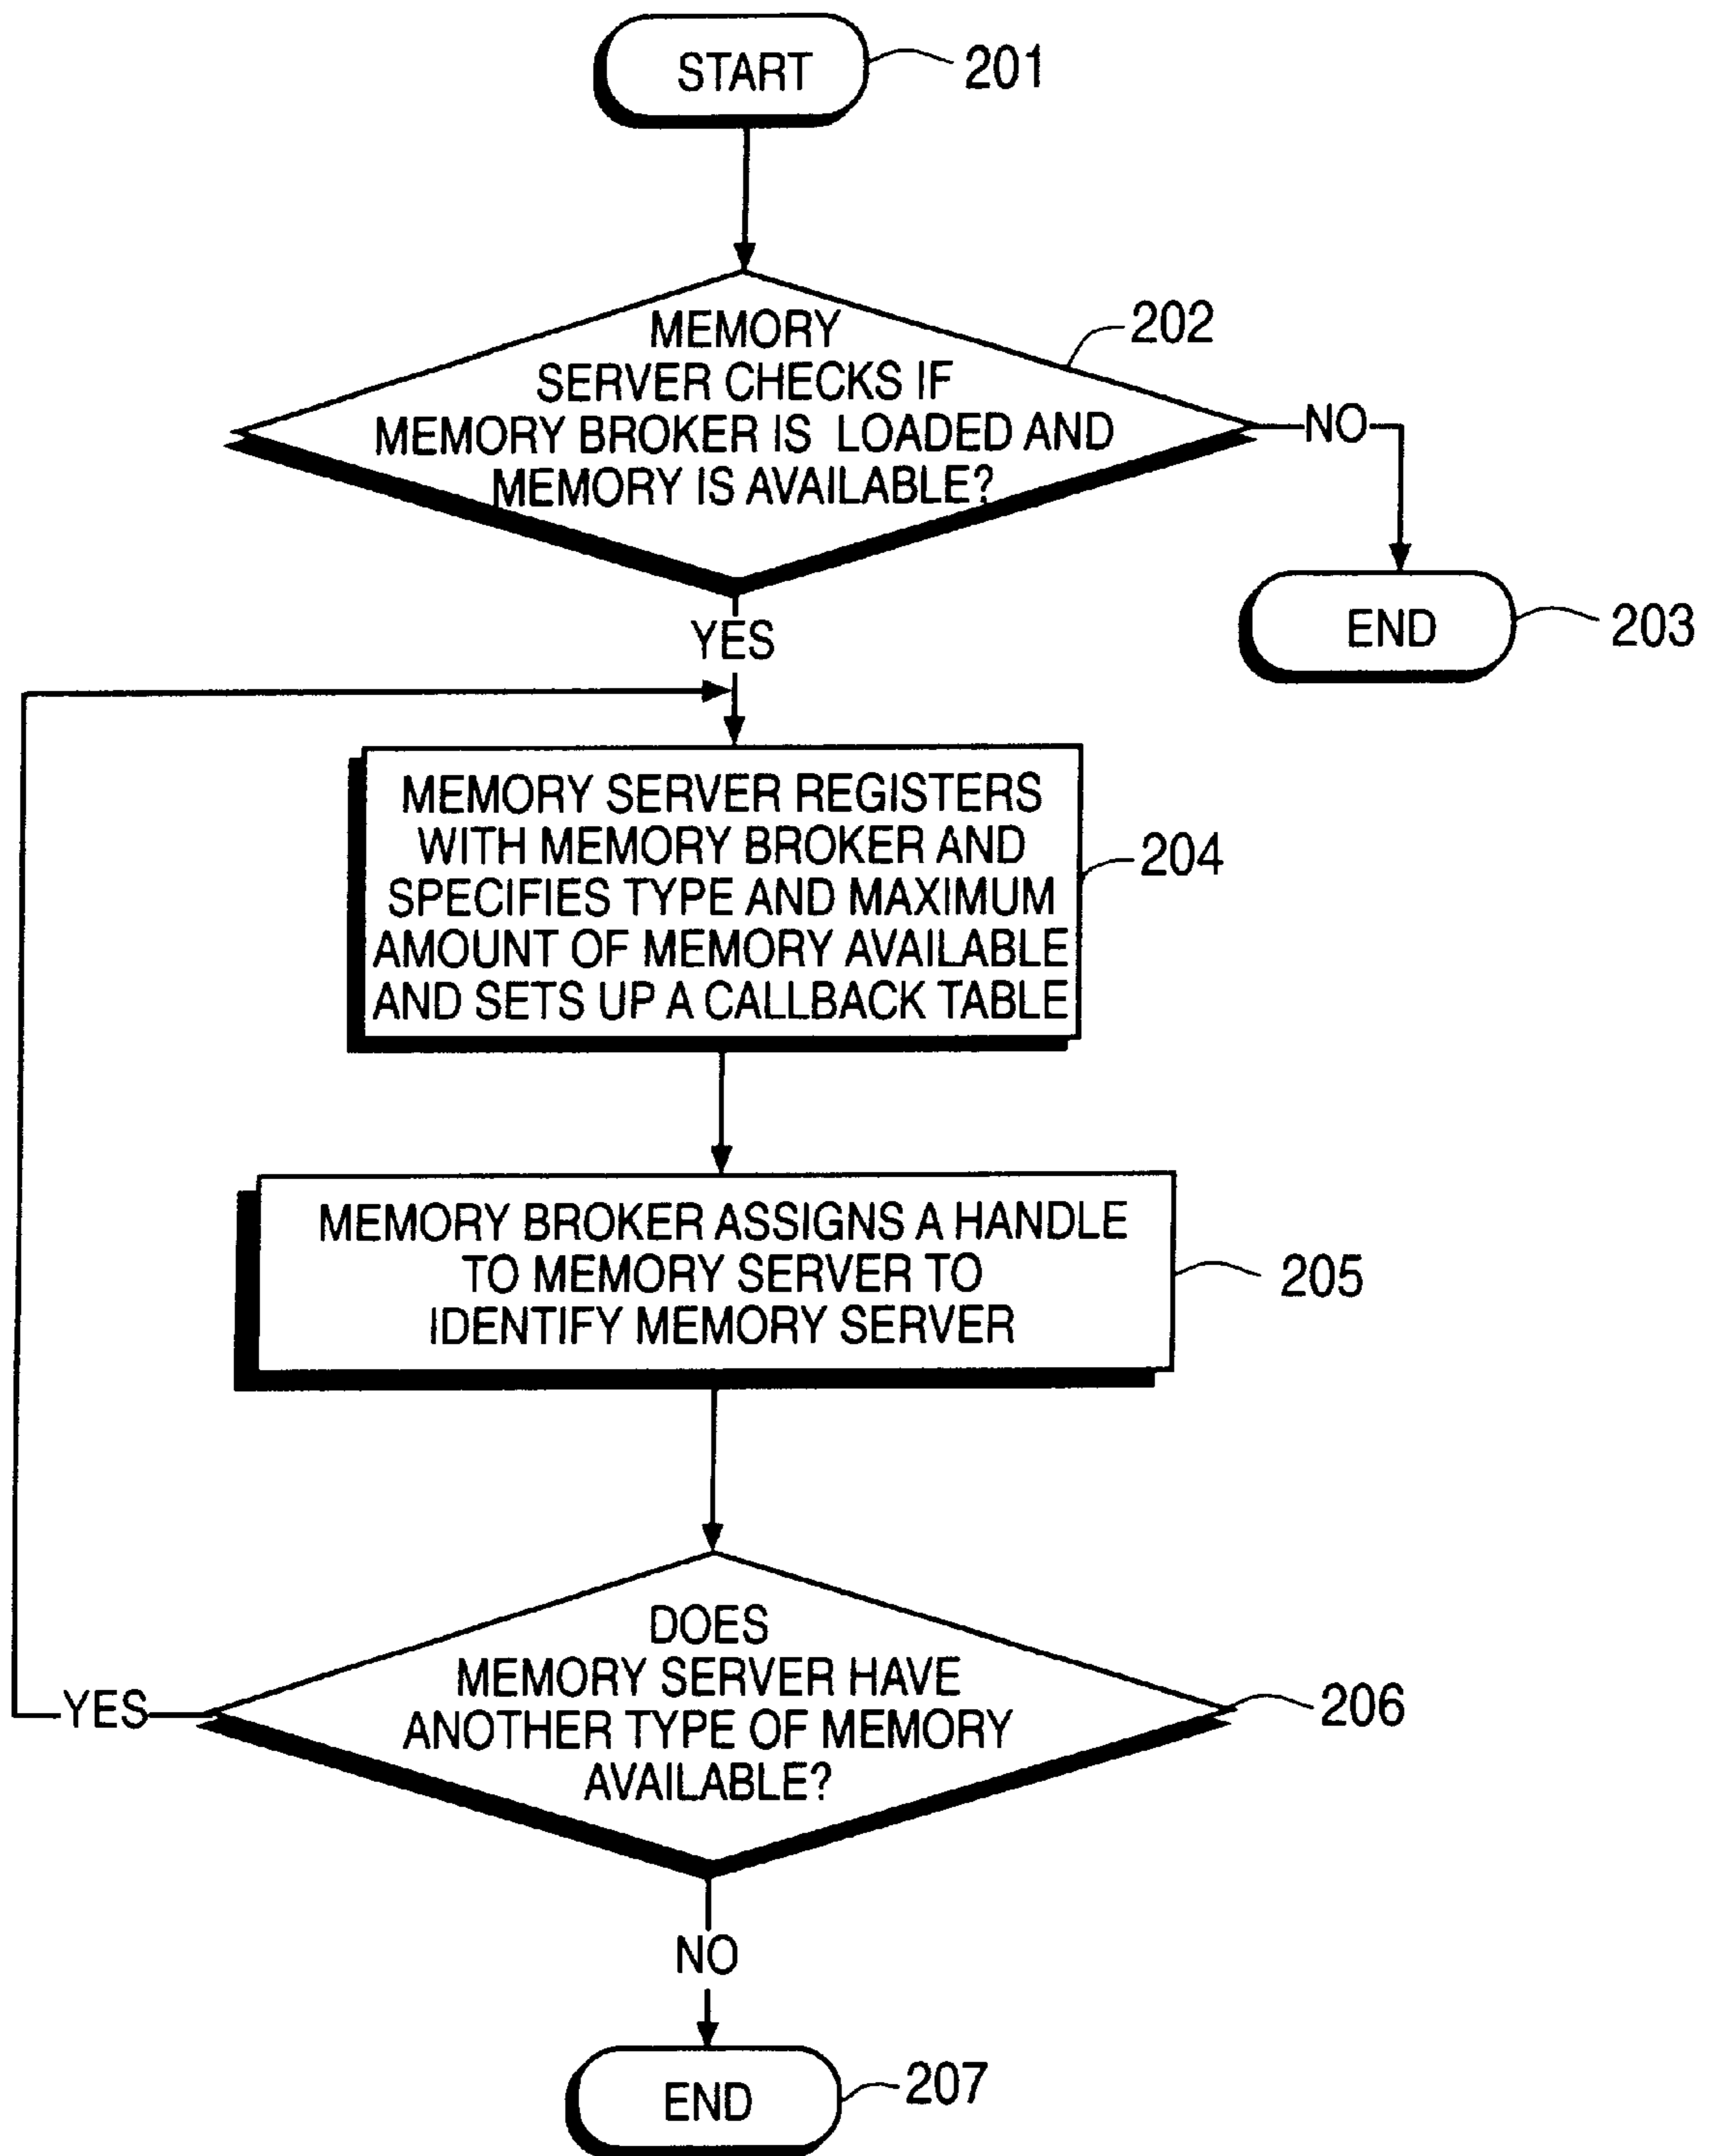 START
201
MEMORY
SERVER CHECKS IF
MEMORY BROKER IS LOADED AND
MEMORY IS AVAILABLE?
202
NO
END
203
YES
MEMORY SERVER REGISTERS
WITH MEMORY BROKER AND
SPECIFIES TYPE AND MAXIMUM
AMOUNT OF MEMORY AVAILABLE
AND SETS UP A CALLBACK TABLE
204
MEMORY BROKER ASSIGNS A HANDLE
TO MEMORY SERVER TO
IDENTIFY MEMORY SERVER
205
DOES
MEMORY SERVER HAVE
ANOTHER TYPE OF MEMORY
AVAILABLE?
206
YES
NO
END
207